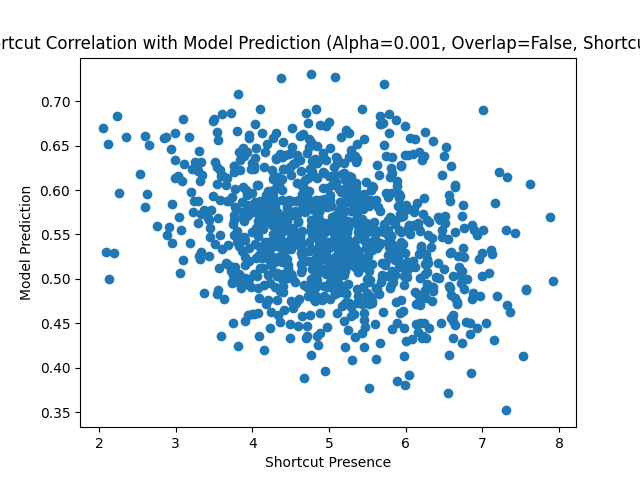 rtcut Correlation with Model Prediction (Alpha=0.001, Overlap=False, Shortcu
0.70
0.65
0.60
0.55
0.50
0.45
0.40
0.35
Model Prediction
2 3 4 5 6 7 8
Shortcut Presence